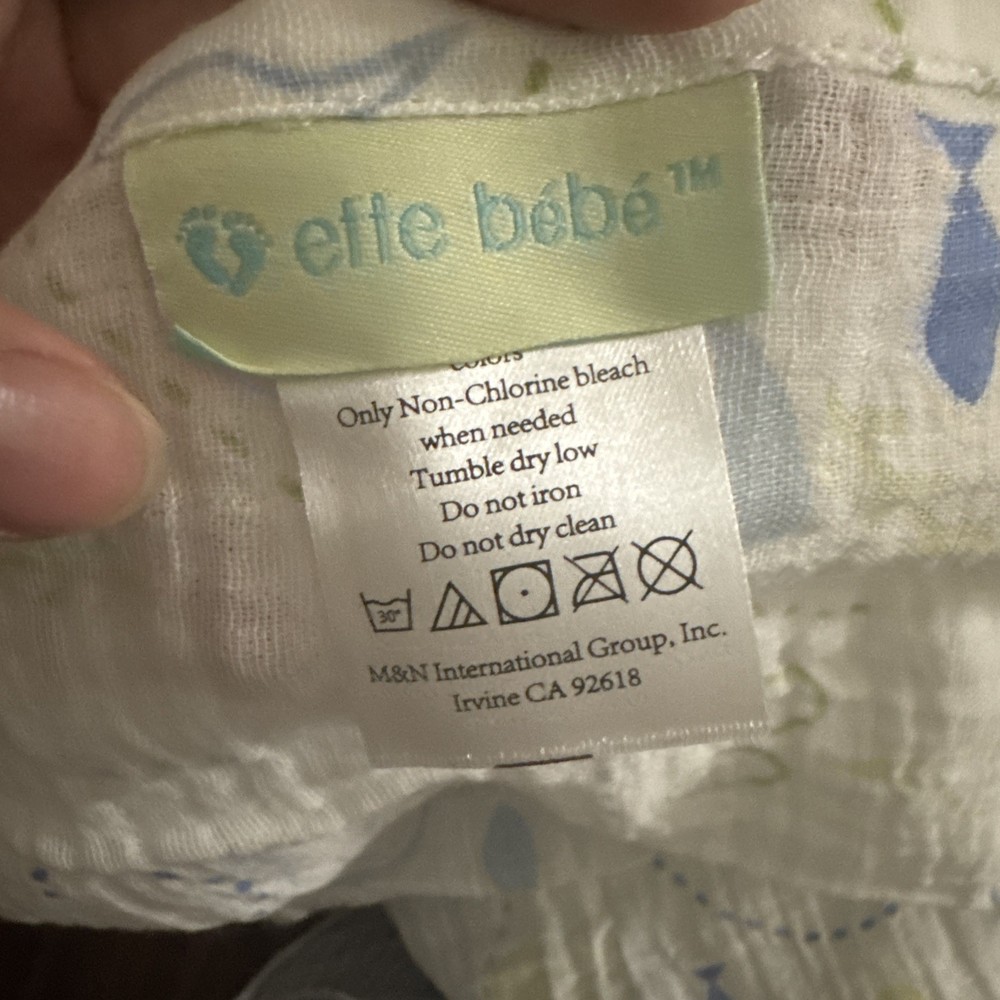 effe bébé™
colors
Only Non-Chlorine bleach
when needed
Tumble dry low
Do not iron
Do not dry clean
30°
M&N International Group, Inc.
Irvine CA 92618